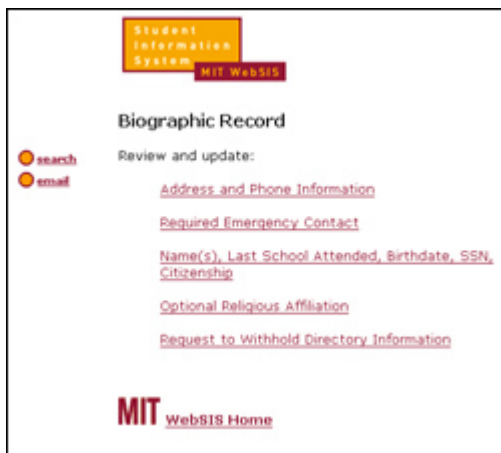 Student
Information
System
MIT WebSIS
Biographic Record
search
Review and update:
email
Address and Phone Information
Required Emergency Contact
Name(s), Last School Attended, Birthdate, SSN,
Citizenship
Optional Religious Affiliation
Request to Withhold Directory Information
MIT WebSIS Home